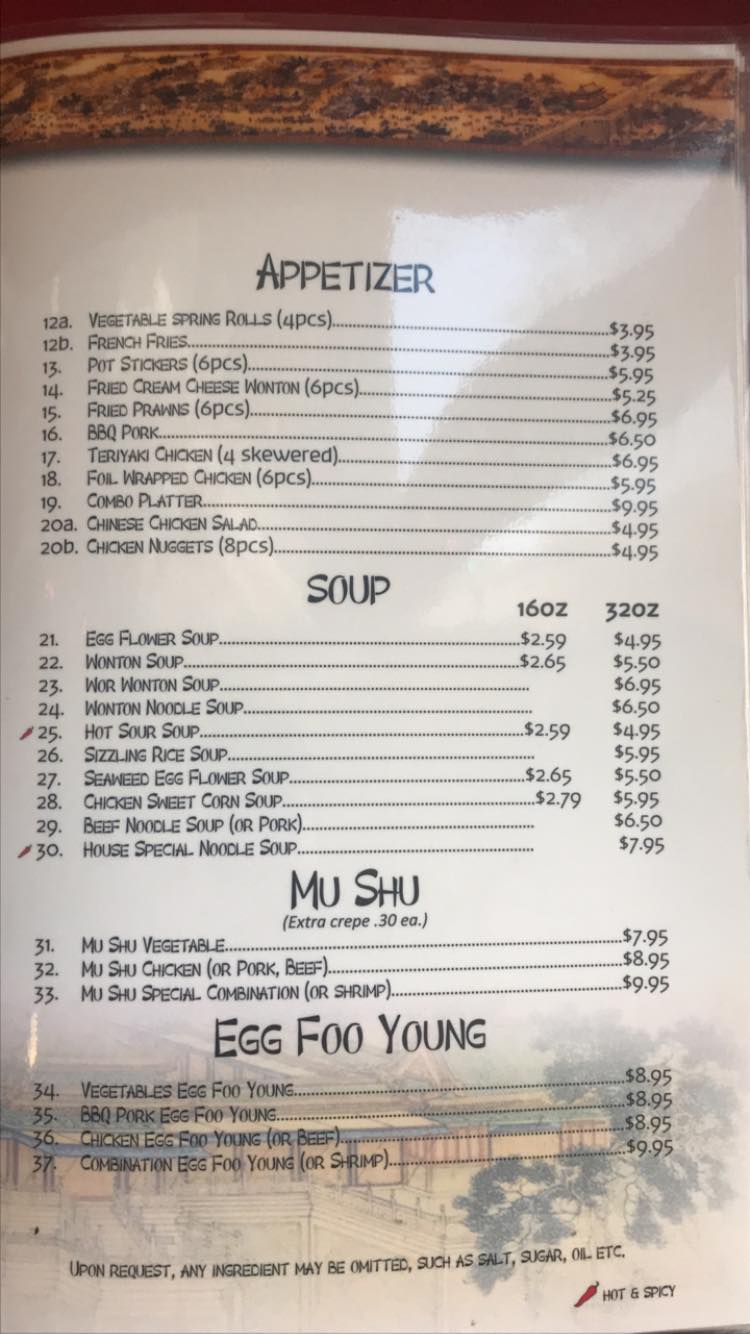 APPETIZER
12a. VEGETABLE SPRING ROLLS (4pcs)...$3.95
12b. FRENCH FRIES...$3.95
13. POT STICKERS (6pcs)...$5.95
14. FRIED CREAM CHEESE WONTON (6pcs)...$5.25
15. FRIED PRAWNS (6pcs)...$6.95
16. BBQ PORK...$6.50
17. TERIYAKI CHICKEN (4 skewered)...$6.95
18. FOIL WRAPPED CHICKEN (6pcs)...$5.95
19. COMBO PLATTER...$9.95
20a. CHINESE CHICKEN SALAD...$4.95
20b. CHICKEN NUGGETS (8pcs)...$4.95
SOUP
16OZ 32OZ
21. EGG FLOWER SOUP...$2.59 $4.95
22. WONTON SOUP...$2.65 $5.50
23. WOR WONTON SOUP... $6.95
24. WONTON NOODLE SOUP... $6.50
25. HOT SOUR SOUP...$2.59 $4.95
26. SIZZLING RICE SOUP... $5.95
27. SEAWEED EGG FLOWER SOUP...$2.65 $5.50
28. CHICKEN SWEET CORN SOUP...$2.79 $5.95
29. BEEF NOODLE SOUP (OR PORK)... $6.50
30. HOUSE SPECIAL NOODLE SOUP... $7.95
MU SHU
(Extra crepe .30 ea.)
31. MU SHU VEGETABLE...$7.95
32. MU SHU CHICKEN (OR PORK, BEEF)...$8.95
33. MU SHU SPECIAL COMBINATION (OR SHRIMP)...$9.95
EGG FOO YOUNG
34. VEGETABLES EGG FOO YOUNG...$8.95
35. BBQ PORK EGG FOO YOUNG...$8.95
36. CHICKEN EGG FOO YOUNG (OR BEEF)...$8.95
37. COMBINATION EGG FOO YOUNG (OR SHRIMP)...$9.95
UPON REQUEST, ANY INGREDIENT MAY BE OMITTED, SUCH AS SALT, SUGAR, OIL ETC.
HOT & SPICY